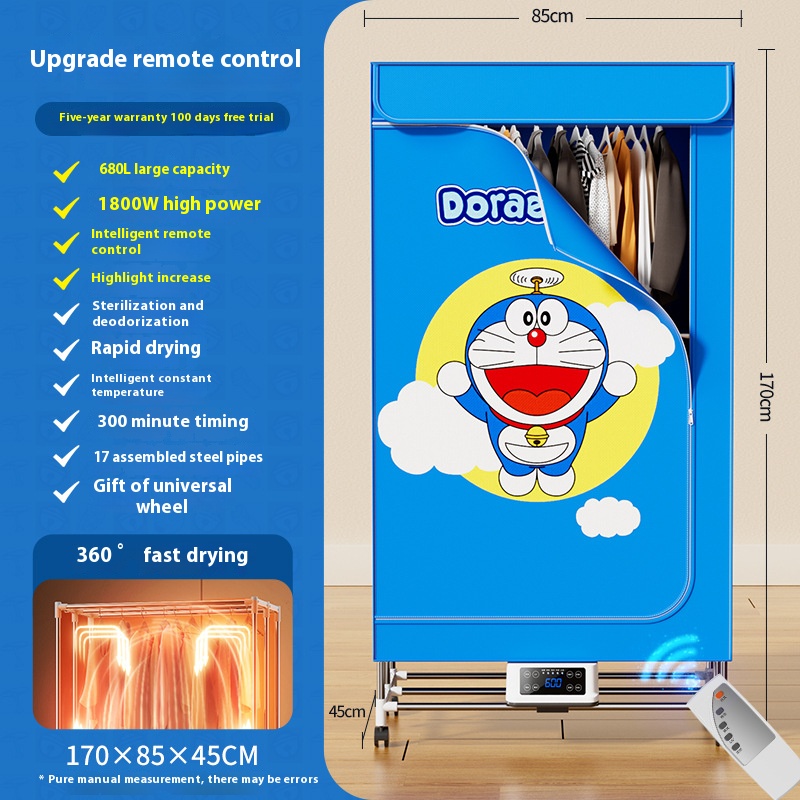 Upgrade remote control
Five-year warranty 100 days free trial
680L large capacity
1800W high power
Intelligent remote
control
Highlight increase
Sterilization and
deodorization
Rapid drying
Intelligent constant
temperature
300 minute timing
17 assembled steel pipes
Gift of universal
wheel
360° fast drying
170×85×45CM
* Pure manual measurement, there may be errors
85cm
Dorae
170cm
600
45cm